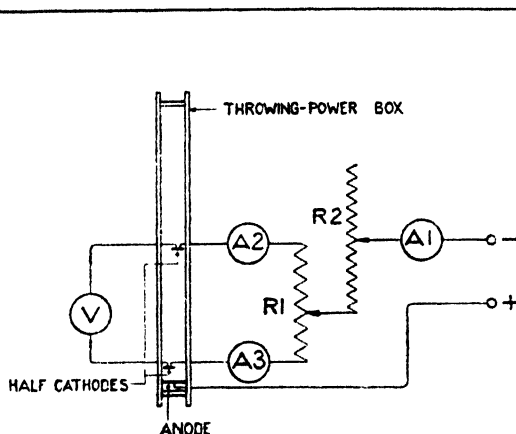 THROWING-POWER BOX
R2
A2
A1
−
R1
+
V
A3
HALF CATHODES
ANODE